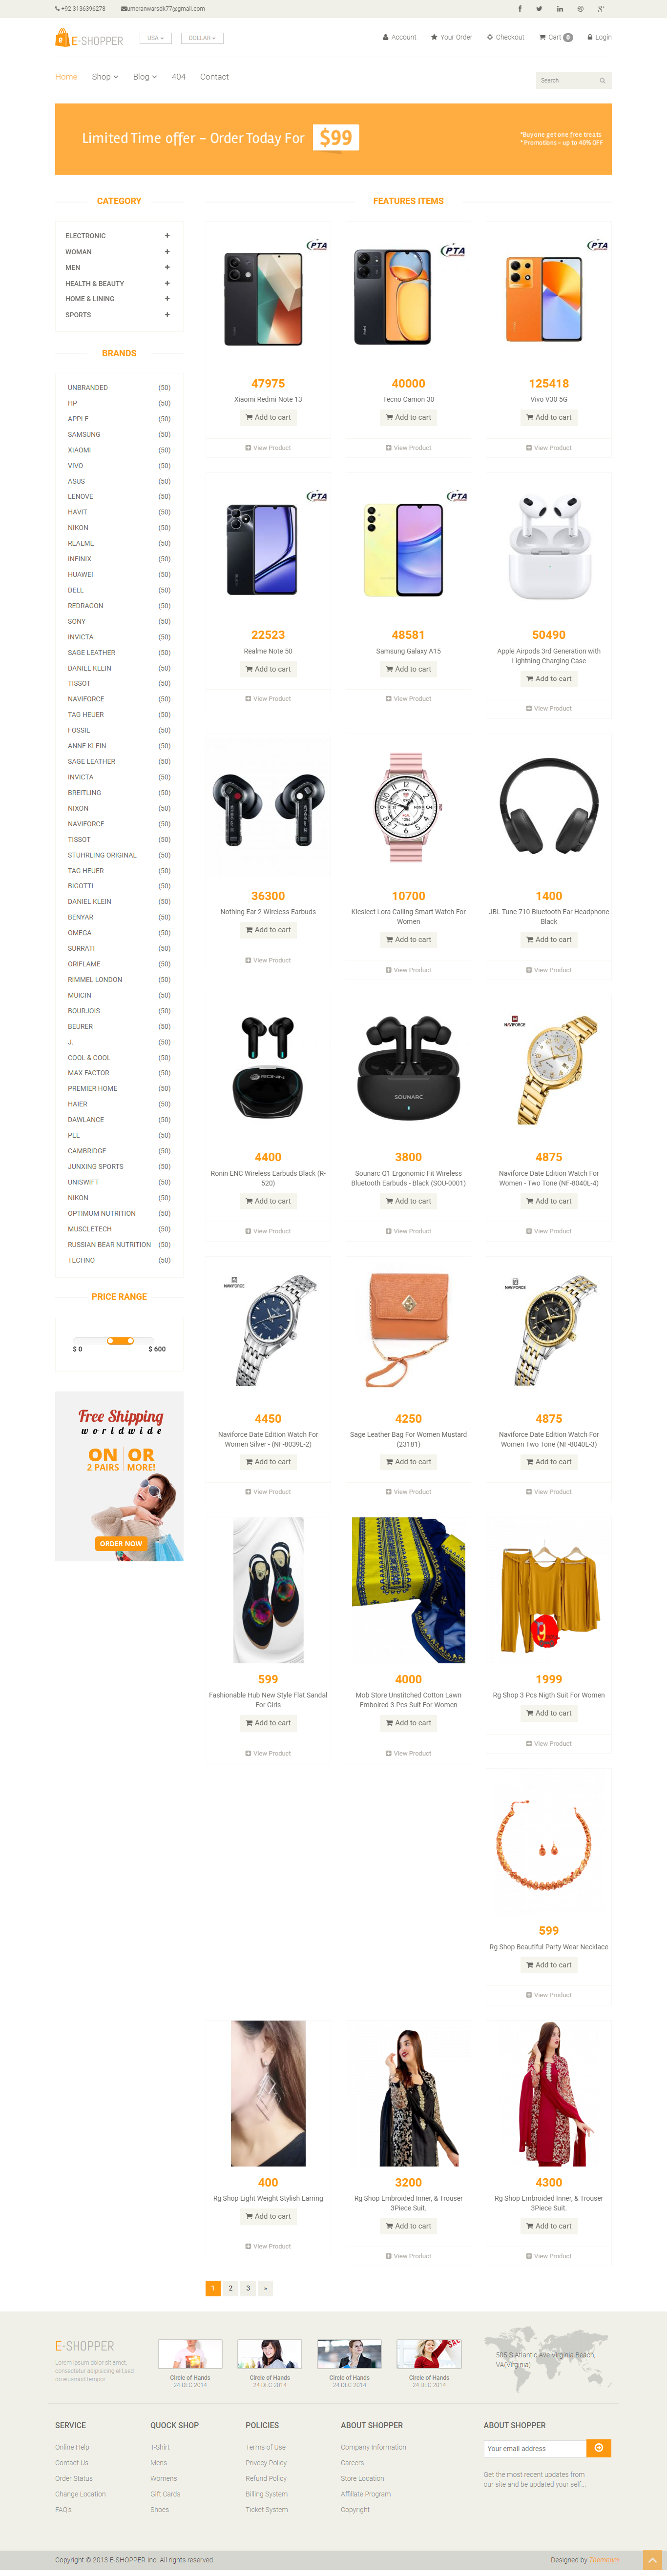 +92 3136396278
umeranwarsdk77@gmail.com
E-SHOPPER
USA
DOLLAR
Account
Your Order
Checkout
Cart 0
Login
Home
Shop
Blog
404
Contact
Search
Limited Time offer - Order Today For $99
*Buy one get one free treats
*Promotions - up to 40% OFF
CATEGORY
ELECTRONIC +
WOMAN +
MEN +
HEALTH & BEAUTY +
HOME & LINING +
SPORTS +
BRANDS
UNBRANDED (50)
HP (50)
APPLE (50)
SAMSUNG (50)
XIAOMI (50)
VIVO (50)
ASUS (50)
LENOVE (50)
HAVIT (50)
NIKON (50)
REALME (50)
INFINIX (50)
HUAWEI (50)
DELL (50)
REDRAGON (50)
SONY (50)
INVICTA (50)
SAGE LEATHER (50)
DANIEL KLEIN (50)
TISSOT (50)
NAVIFORCE (50)
TAG HEUER (50)
FOSSIL (50)
ANNE KLEIN (50)
SAGE LEATHER (50)
INVICTA (50)
BREITLING (50)
NIXON (50)
NAVIFORCE (50)
TISSOT (50)
STUHRLING ORIGINAL (50)
TAG HEUER (50)
BIGOTTI (50)
DANIEL KLEIN (50)
BENYAR (50)
OMEGA (50)
SURRATI (50)
ORIFLAME (50)
RIMMEL LONDON (50)
MUICIN (50)
BOURJOIS (50)
BEURER (50)
J. (50)
COOL & COOL (50)
MAX FACTOR (50)
PREMIER HOME (50)
HAIER (50)
DAWLANCE (50)
PEL (50)
CAMBRIDGE (50)
JUNXING SPORTS (50)
UNISWIFT (50)
NIKON (50)
OPTIMUM NUTRITION (50)
MUSCLETECH (50)
RUSSIAN BEAR NUTRITION (50)
TECHNO (50)
PRICE RANGE
$ 0
$ 600
Free Shipping
worldwide
ON OR
2 PAIRS MORE!
ORDER NOW
FEATURES ITEMS
PTA
47975
Xiaomi Redmi Note 13
Add to cart
View Product
PTA
40000
Tecno Camon 30
Add to cart
View Product
PTA
125418
Vivo V30 5G
Add to cart
View Product
PTA
22523
Realme Note 50
Add to cart
View Product
PTA
48581
Samsung Galaxy A15
Add to cart
View Product
50490
Apple Airpods 3rd Generation with
Lightning Charging Case
Add to cart
View Product
36300
Nothing Ear 2 Wireless Earbuds
Add to cart
View Product
10700
Kieslect Lora Calling Smart Watch For
Women
Add to cart
View Product
1400
JBL Tune 710 Bluetooth Ear Headphone
Black
Add to cart
View Product
RONIN
4400
Ronin ENC Wireless Earbuds Black (R-
520)
Add to cart
View Product
SOUNARC
3800
Sounarc Q1 Ergonomic Fit Wireless
Bluetooth Earbuds - Black (SOU-0001)
Add to cart
View Product
NAVIFORCE
4875
Naviforce Date Edition Watch For
Women - Two Tone (NF-8040L-4)
Add to cart
View Product
NAVIFORCE
4450
Naviforce Date Edition Watch For
Women Silver - (NF-8039L-2)
Add to cart
View Product
4250
Sage Leather Bag For Women Mustard
(23181)
Add to cart
View Product
NAVIFORCE
4875
Naviforce Date Edition Watch For
Women Two Tone (NF-8040L-3)
Add to cart
View Product
599
Fashionable Hub New Style Flat Sandal
For Girls
Add to cart
View Product
4000
Mob Store Unstitched Cotton Lawn
Emboired 3-Pcs Suit For Women
Add to cart
View Product
1999
Rg Shop 3 Pcs Nigth Suit For Women
Add to cart
View Product
599
Rg Shop Beautiful Party Wear Necklace
Add to cart
View Product
400
Rg Shop Light Weight Stylish Earring
Add to cart
View Product
3200
Rg Shop Embroided Inner, & Trouser
3Piece Suit.
Add to cart
View Product
4300
Rg Shop Embroided Inner, & Trouser
3Piece Suit.
Add to cart
View Product
1 2 3 »
E-SHOPPER
Lorem ipsum dolor sit amet,
consectetur adipisicing elit,sed
do eiusmod tempor
Circle of Hands
24 DEC 2014
Circle of Hands
24 DEC 2014
Circle of Hands
24 DEC 2014
SALE
Circle of Hands
24 DEC 2014
505 S Atlantic Ave Virginia Beach,
VA(Virginia)
SERVICE
Online Help
Contact Us
Order Status
Change Location
FAQ's
QUOCK SHOP
T-Shirt
Mens
Womens
Gift Cards
Shoes
POLICIES
Terms of Use
Privecy Policy
Refund Policy
Billing System
Ticket System
ABOUT SHOPPER
Company Information
Careers
Store Location
Affillate Program
Copyright
ABOUT SHOPPER
Your email address
Get the most recent updates from
our site and be updated your self...
Copyright © 2013 E-SHOPPER Inc. All rights reserved.
Designed by Themeum